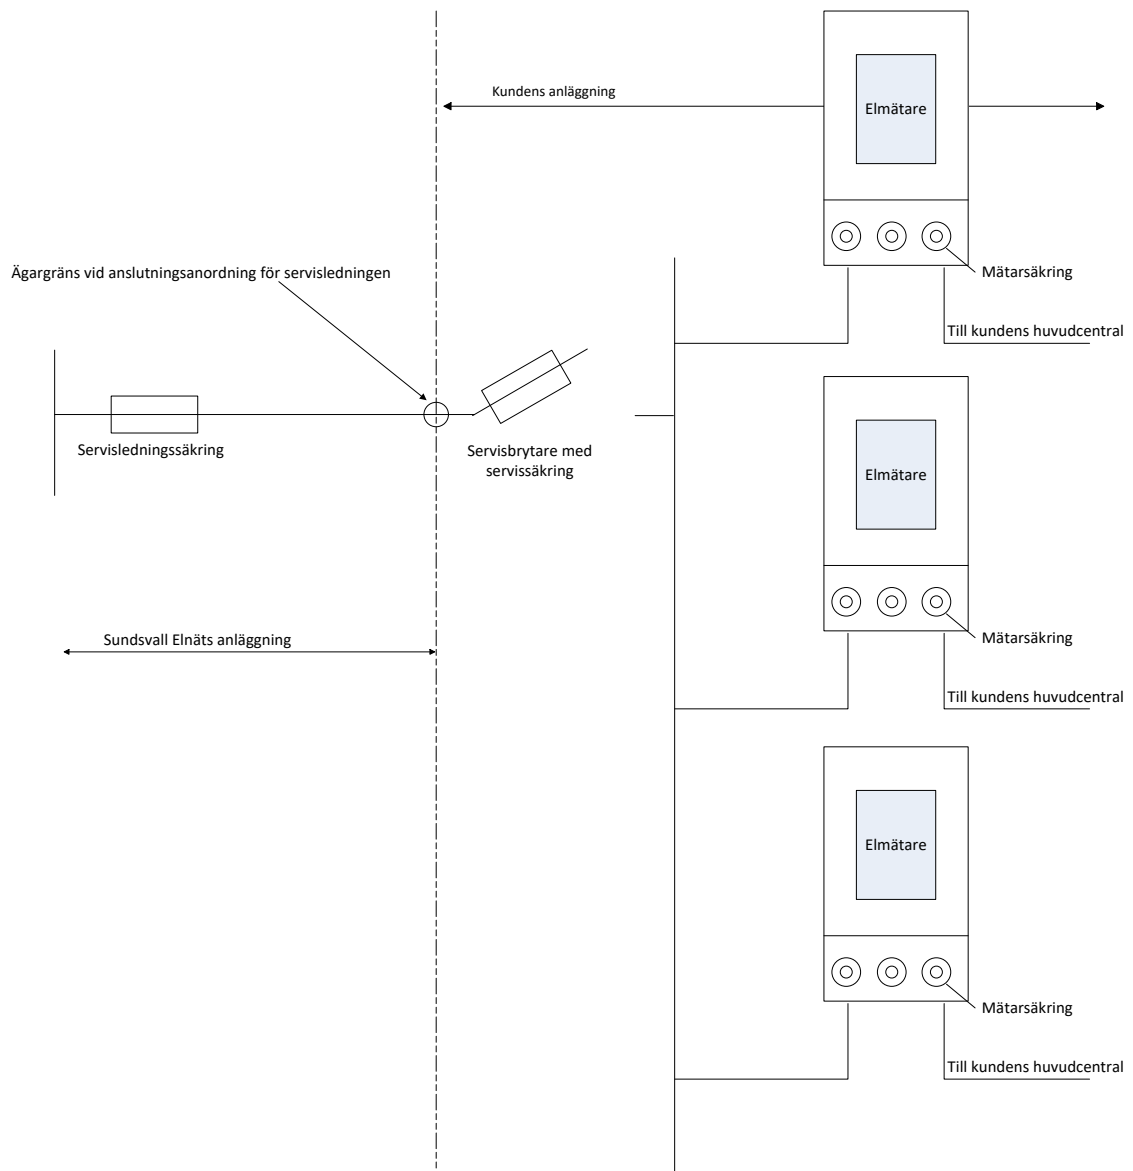 Kundens anläggning
Elmätare
Mätarsäkring
Ägargräns vid anslutningsanordning för servisledningen
Till kundens huvudcentral
Servisledningssäkring
Servisbrytare med
servissäkring
Elmätare
Mätarsäkring
Sundsvall Elnäts anläggning
Till kundens huvudcentral
Elmätare
Mätarsäkring
Till kundens huvudcentral